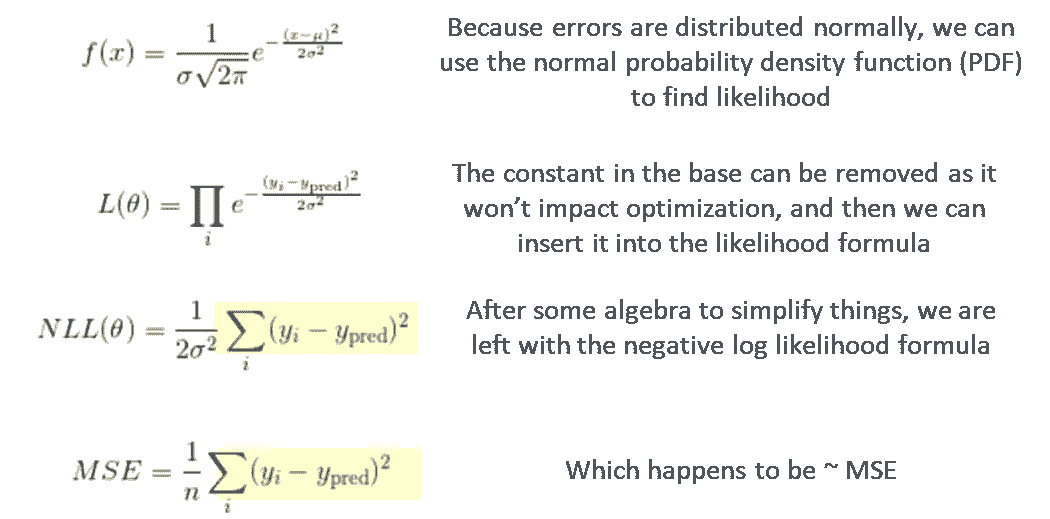 f(x) = \frac{1}{\sigma\sqrt{2\pi}} e^{-\frac{(x-\mu)^2}{2\sigma^2}}
Because errors are distributed normally, we can
use the normal probability density function (PDF)
to find likelihood
L(θ) = \prod_i e^{-\frac{(y_i - y_{pred})^2}{2\sigma^2}}
The constant in the base can be removed as it
won't impact optimization, and then we can
insert it into the likelihood formula
NLL(θ) = \frac{1}{2\sigma^2} \sum_i (y_i - y_{pred})^2
After some algebra to simplify things, we are
left with the negative log likelihood formula
MSE = \frac{1}{n} \sum_i (y_i - y_{pred})^2
Which happens to be ~ MSE